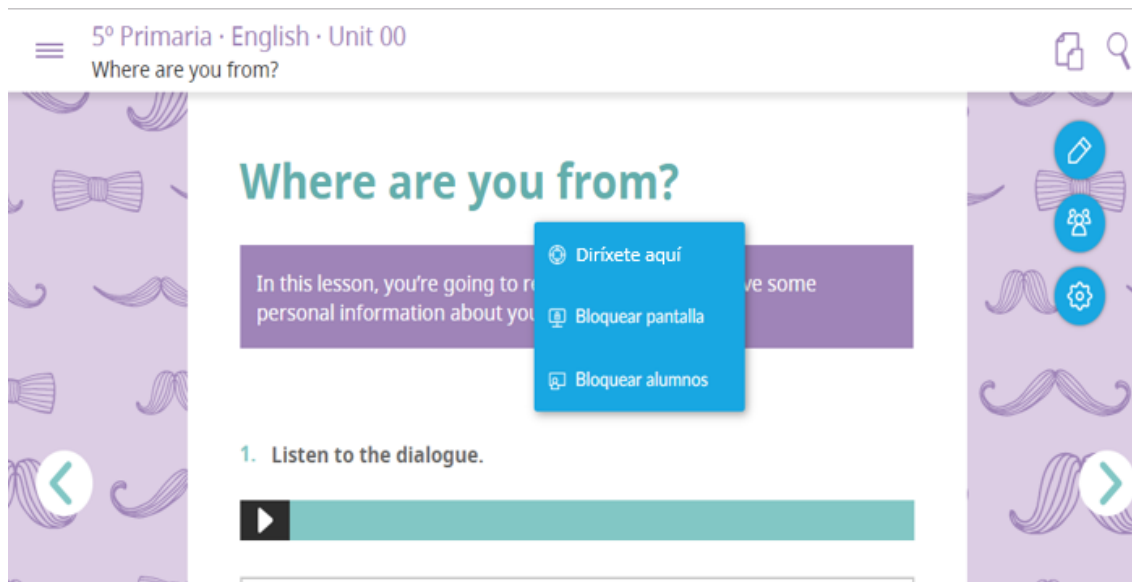 5º Primaria · English · Unit 00
Where are you from?
Where are you from?
In this lesson, you're going to re
ve some
personal information about you
Diríxete aquí
Bloquear pantalla
Bloquear alumnos
1. Listen to the dialogue.